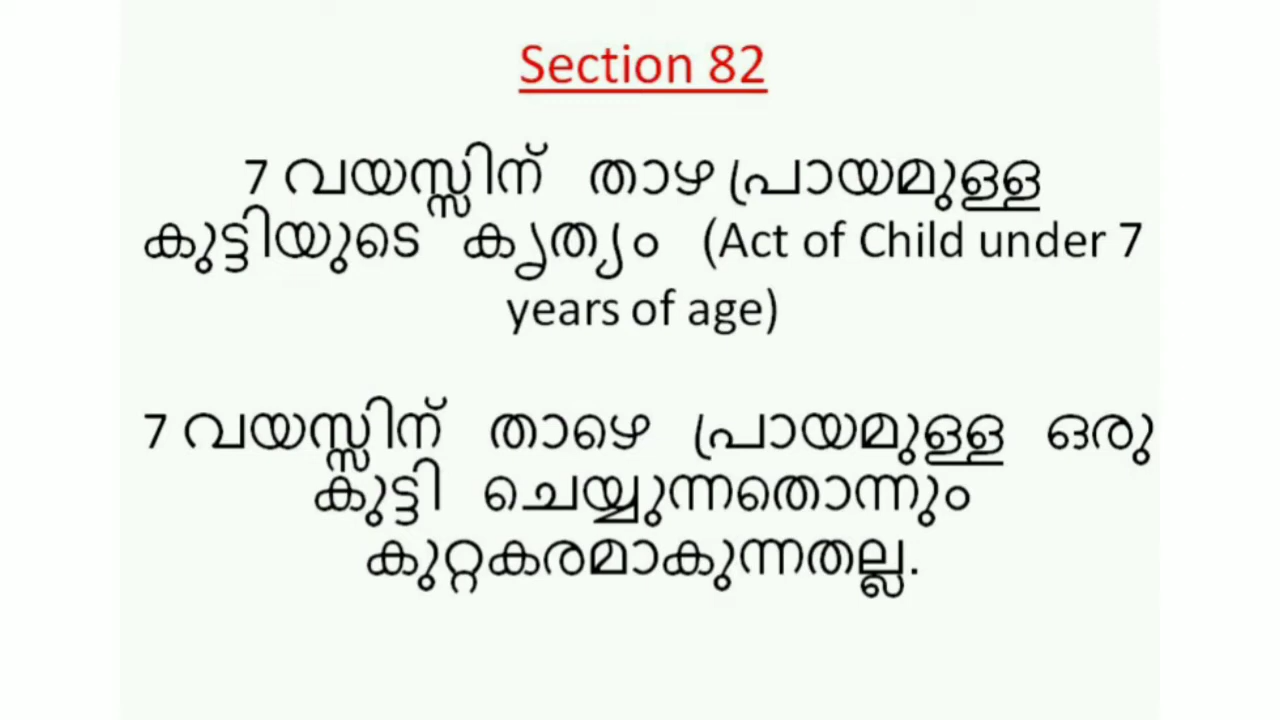 Section 82
7 വയസ്സിന് താഴ പ്രായമുള്ള
കുട്ടിയുടെ കൃത്യം (Act of Child under 7
years of age)
7 വയസ്സിന് താഴെ പ്രായമുള്ള ഒരു
കുട്ടി ചെയ്യുന്നതൊന്നും
കുറ്റകരമാകുന്നതല്ല.